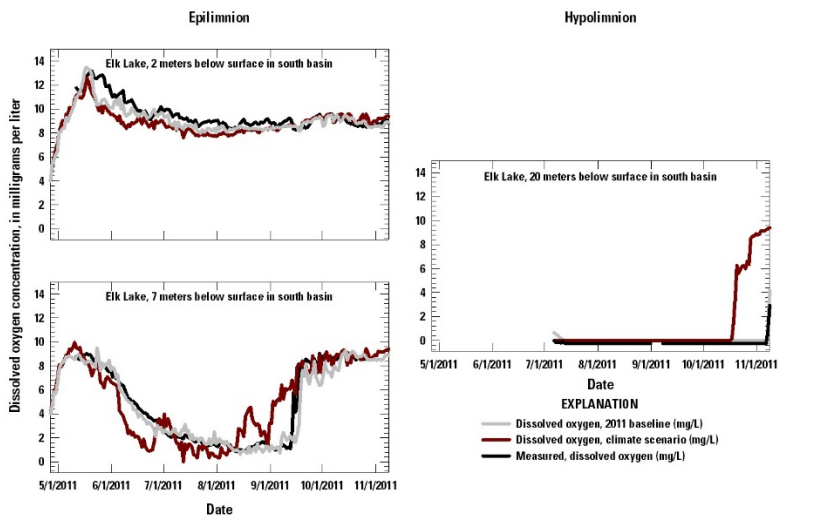 Epilimnion
Hypolimnion
Dissolved oxygen concentration, in milligrams per liter
Elk Lake, 2 meters below surface in south basin
14
12
10
8
6
4
2
0
Elk Lake, 7 meters below surface in south basin
14
12
10
8
6
4
2
0
5/1/2011 6/1/2011 7/1/2011 8/1/2011 9/1/2011 10/1/2011 11/1/2011
Date
Elk Lake, 20 meters below surface in south basin
14
12
10
8
6
4
2
0
5/1/2011 6/1/2011 7/1/2011 8/1/2011 9/1/2011 10/1/2011 11/1/2011
Date
EXPLANATION
Dissolved oxygen, 2011 baseline (mg/L)
Dissolved oxygen, climate scenario (mg/L)
Measured, dissolved oxygen (mg/L)